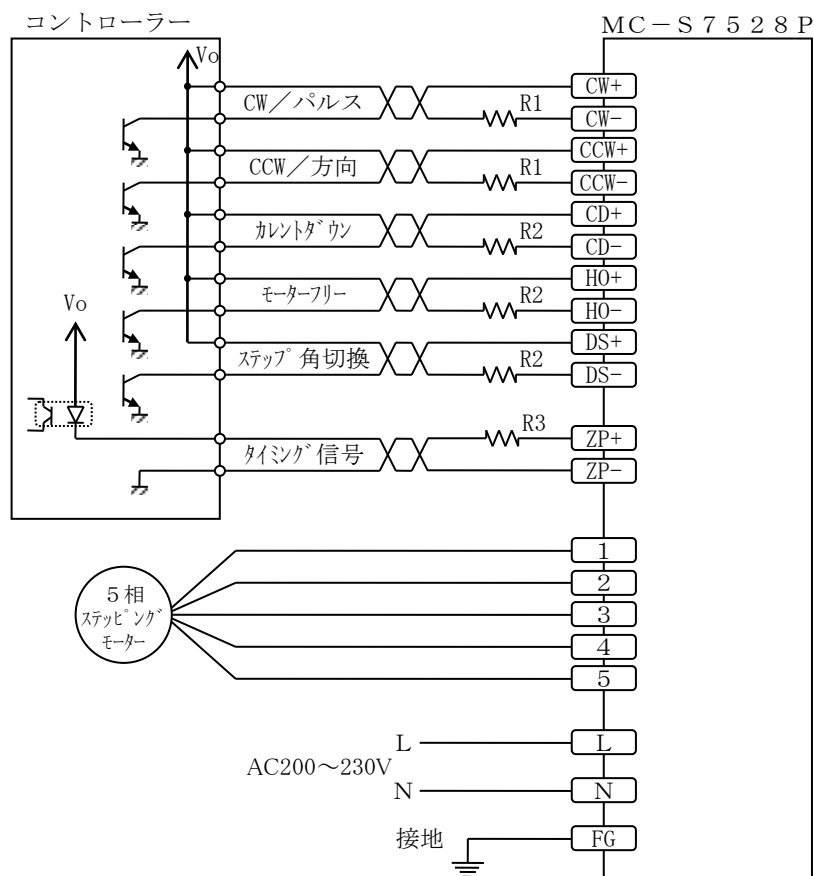 コントローラー
MC－S７５２８P
Vo
CW+
CW／パルス
R1
CW-
CCW+
CCW／方向
R1
CCW-
CD+
ｶﾚﾝﾄﾀﾞｳﾝ
R2
CD-
HO+
ﾓｰﾀｰﾌﾘｰ
R2
HO-
Vo
DS+
ｽﾃｯﾌﾟ角切換
R2
DS-
R3
ZP+
ﾀｲﾐﾝｸﾞ信号
ZP-
１
２
３
４
５
５相
ｽﾃｯﾋﾟﾝｸﾞ
ﾓｰﾀｰ
L
L
AC200～230V
N
N
接地
FG